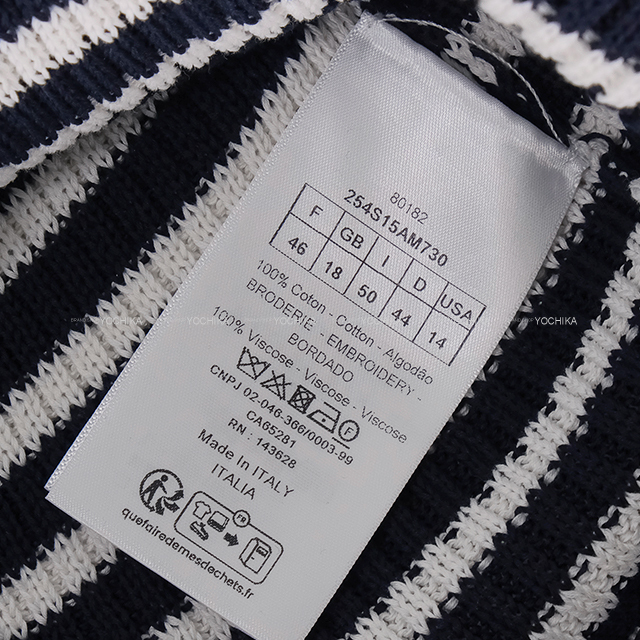 80182
254S15AM730
F GB I D USA
46 18 50 44 14
100% Coton - Cotton - Algodão
BRODERIE - EMBROIDERY -
BORDADO
100% Viscose - Viscose - Viscose
CNPJ 02.046.366/0003-99
CA65281
RN : 143628
Made In ITALY
ITALIA
quefairedemesdechets.fr
YOCHIKA
YOCHIKA
YOCHIKA